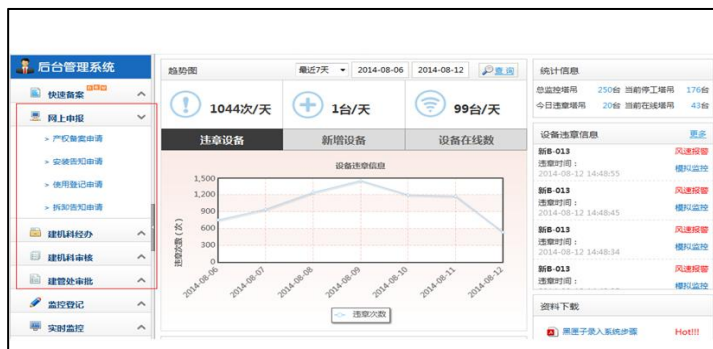 后台管理系统
快速备案
网上申报
> 产权备案申请
> 安装告知申请
> 使用登记申请
> 拆卸告知申请
建机科经办
建机科审核
建管处审批
监控登记
实时监控
趋势图 最近7天 2014-08-06 2014-08-12 查询
1044次/天 1台/天 99台/天
违章设备 新增设备 设备在线数
设备违章信息
违章次数 (次)
1,500
1,200
900
600
300
0
2014-08-06 2014-08-07 2014-08-08 2014-08-09 2014-08-10 2014-08-11 2014-08-12
违章次数
统计信息
总监控塔吊 250台 当前停工塔吊 176台
今日违章塔吊 20台 当前在线塔吊 43台
设备违章信息 更多
新B-013 风速报警
违章时间： 模拟监控
2014-08-12 14:48:55
新B-013 风速报警
违章时间： 模拟监控
2014-08-12 14:48:45
新B-013 风速报警
违章时间： 模拟监控
2014-08-12 14:48:34
新B-013 风速报警
违章时间： 模拟监控
资料下载
黑匣子录入系统步骤 Hot!!!